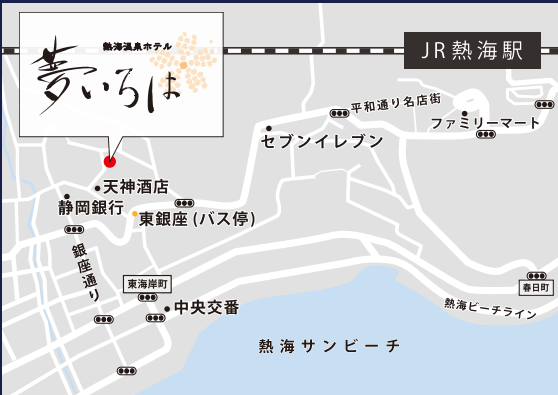 熱海温泉ホテル
夢いろは
JR熱海駅
平和通り名店街
ファミリーマート
セブンイレブン
天神酒店
静岡銀行
東銀座(バス停)
銀座通り
東海岸町
春日町
中央交番
熱海ビーチライン
熱海サンビーチ